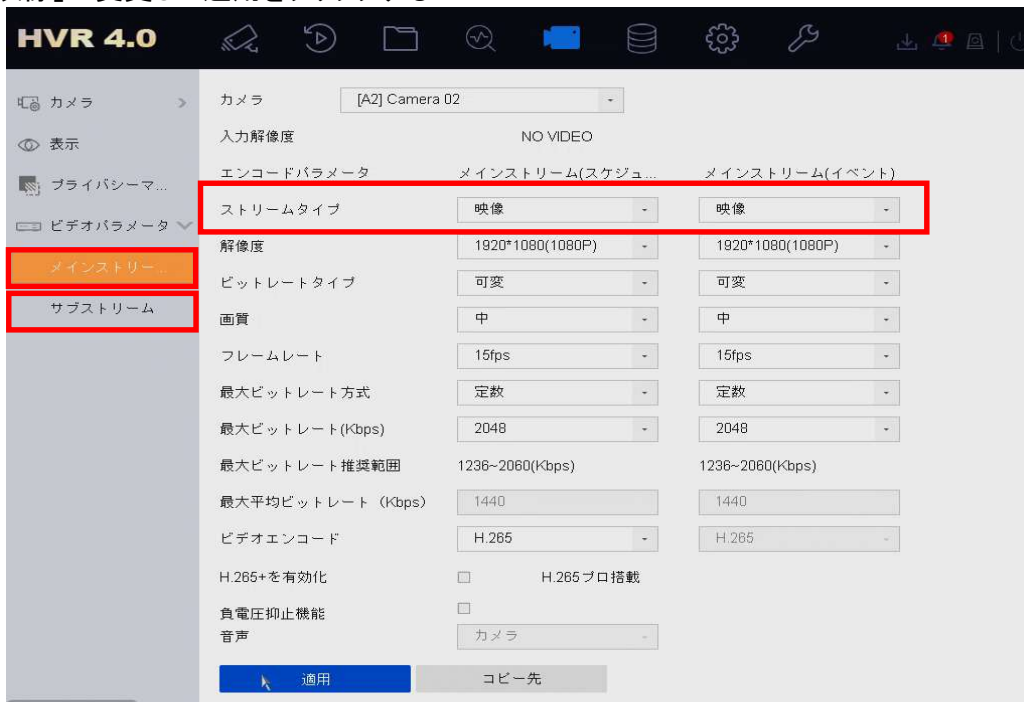 HVR 4.0
1
カメラ
表示
プライバシーマ...
ビデオパラメータ
メインストリー...
サブストリーム
カメラ [A2] Camera 02
入力解像度 NO VIDEO
エンコードパラメータ メインストリーム(スケジュ... メインストリーム(イベント)
ストリームタイプ 映像 映像
解像度 1920*1080(1080P) 1920*1080(1080P)
ビットレートタイプ 可変 可変
画質 中 中
フレームレート 15fps 15fps
最大ビットレート方式 定数 定数
最大ビットレート(Kbps) 2048 2048
最大ビットレート推奨範囲 1236~2060(Kbps) 1236~2060(Kbps)
最大平均ビットレート (Kbps) 1440 1440
ビデオエンコード H.265 H.265
H.265+を有効化 H.265プロ搭載
負電圧抑止機能
音声 カメラ
適用 コピー先